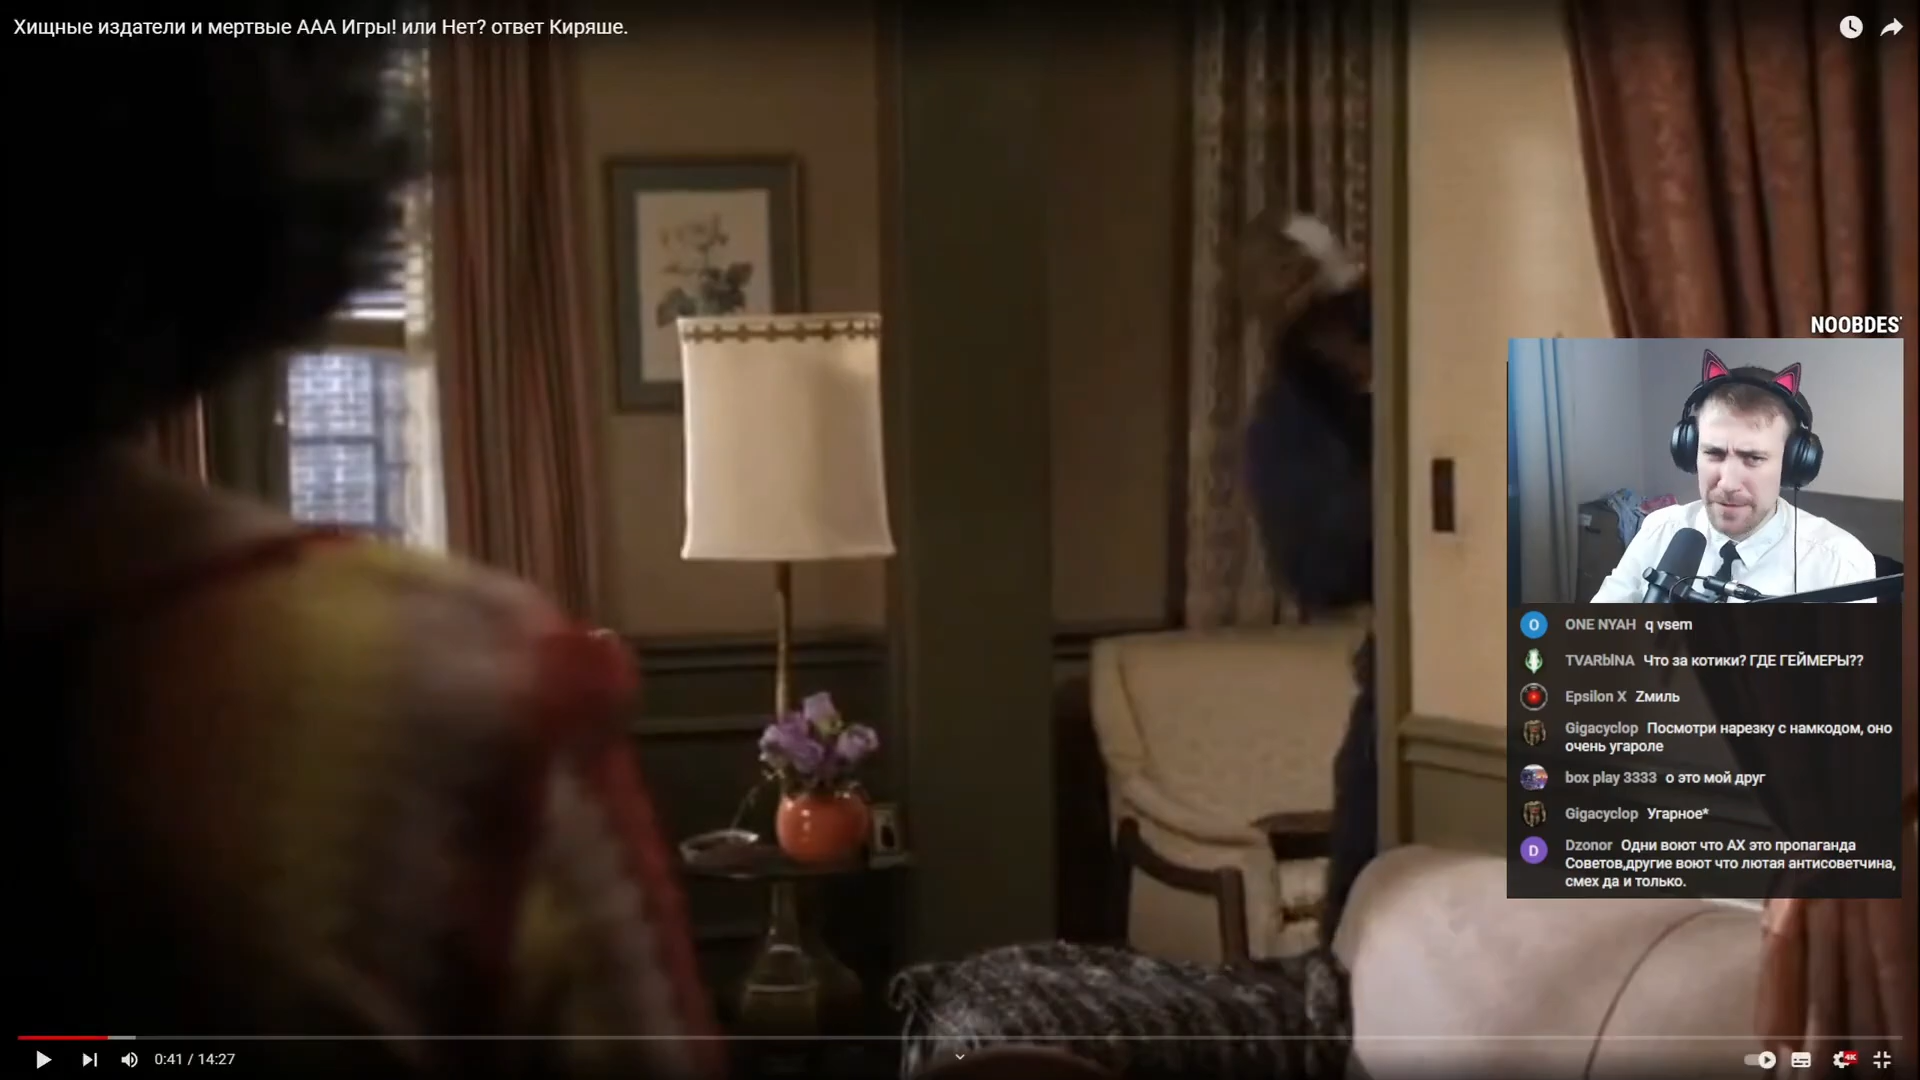 Хищные издатели и мертвые ААА Игры! или Нет? ответ Киряше.
NOOBDES
ONE NYAH q vsem
TVARblNA Что за котики? ГДЕ ГЕЙМЕРЫ??
Epsilon X Zмиль
Gigacyclop Посмотри нарезку с намкодом, оно
очень угароле
box play 3333 о это мой друг
Gigacyclop Угарное*
Dzonor Одни воют что АХ это пропаганда
Советов,другие воют что лютая антисоветчина,
смех да и только.
0:41 / 14:27
4K